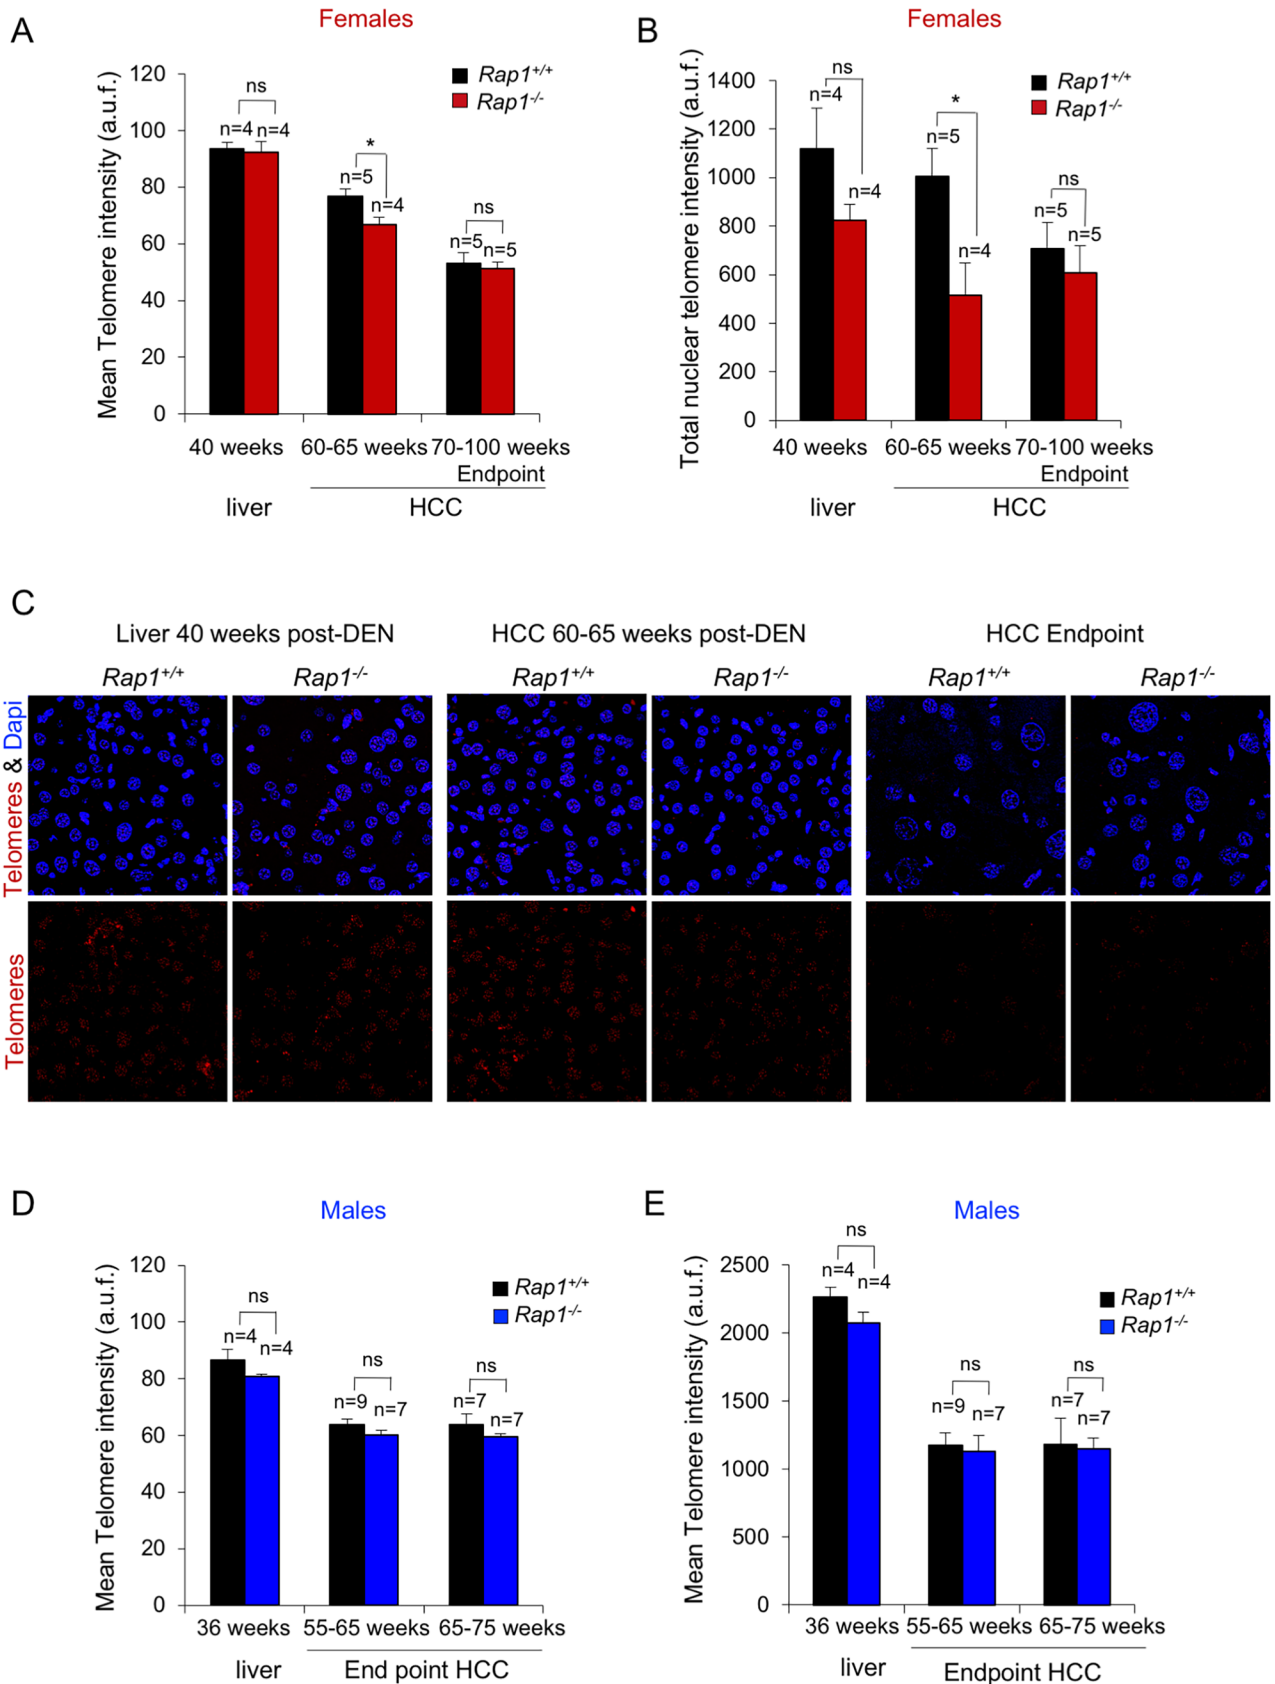 A
Females
Mean Telomere intensity (a.u.f.)
120
100
80
60
40
20
0
Rap1+/+
Rap1-/-
ns
n=4 n=4
*
n=5
n=4
ns
n=5 n=5
40 weeks 60-65 weeks 70-100 weeks
Endpoint
liver HCC
B
Females
Total nuclear telomere intensity (a.u.f.)
1400
1200
1000
800
600
400
200
0
Rap1+/+
Rap1-/-
ns
n=4
n=4
*
n=5
n=4
ns
n=5
n=5
40 weeks 60-65 weeks 70-100 weeks
Endpoint
liver HCC
C
Liver 40 weeks post-DEN HCC 60-65 weeks post-DEN HCC Endpoint
Rap1+/+ Rap1-/- Rap1+/+ Rap1-/- Rap1+/+ Rap1-/-
Telomeres & Dapi
Telomeres
D
Males
Mean Telomere intensity (a.u.f.)
120
100
80
60
40
20
0
Rap1+/+
Rap1-/-
ns
n=4 n=4
ns
n=9 n=7
ns
n=7 n=7
36 weeks 55-65 weeks 65-75 weeks
liver End point HCC
E
Males
Mean Telomere intensity (a.u.f.)
2500
2000
1500
1000
500
0
Rap1+/+
Rap1-/-
ns
n=4 n=4
ns
n=9 n=7
ns
n=7
n=7
36 weeks 55-65 weeks 65-75 weeks
liver Endpoint HCC